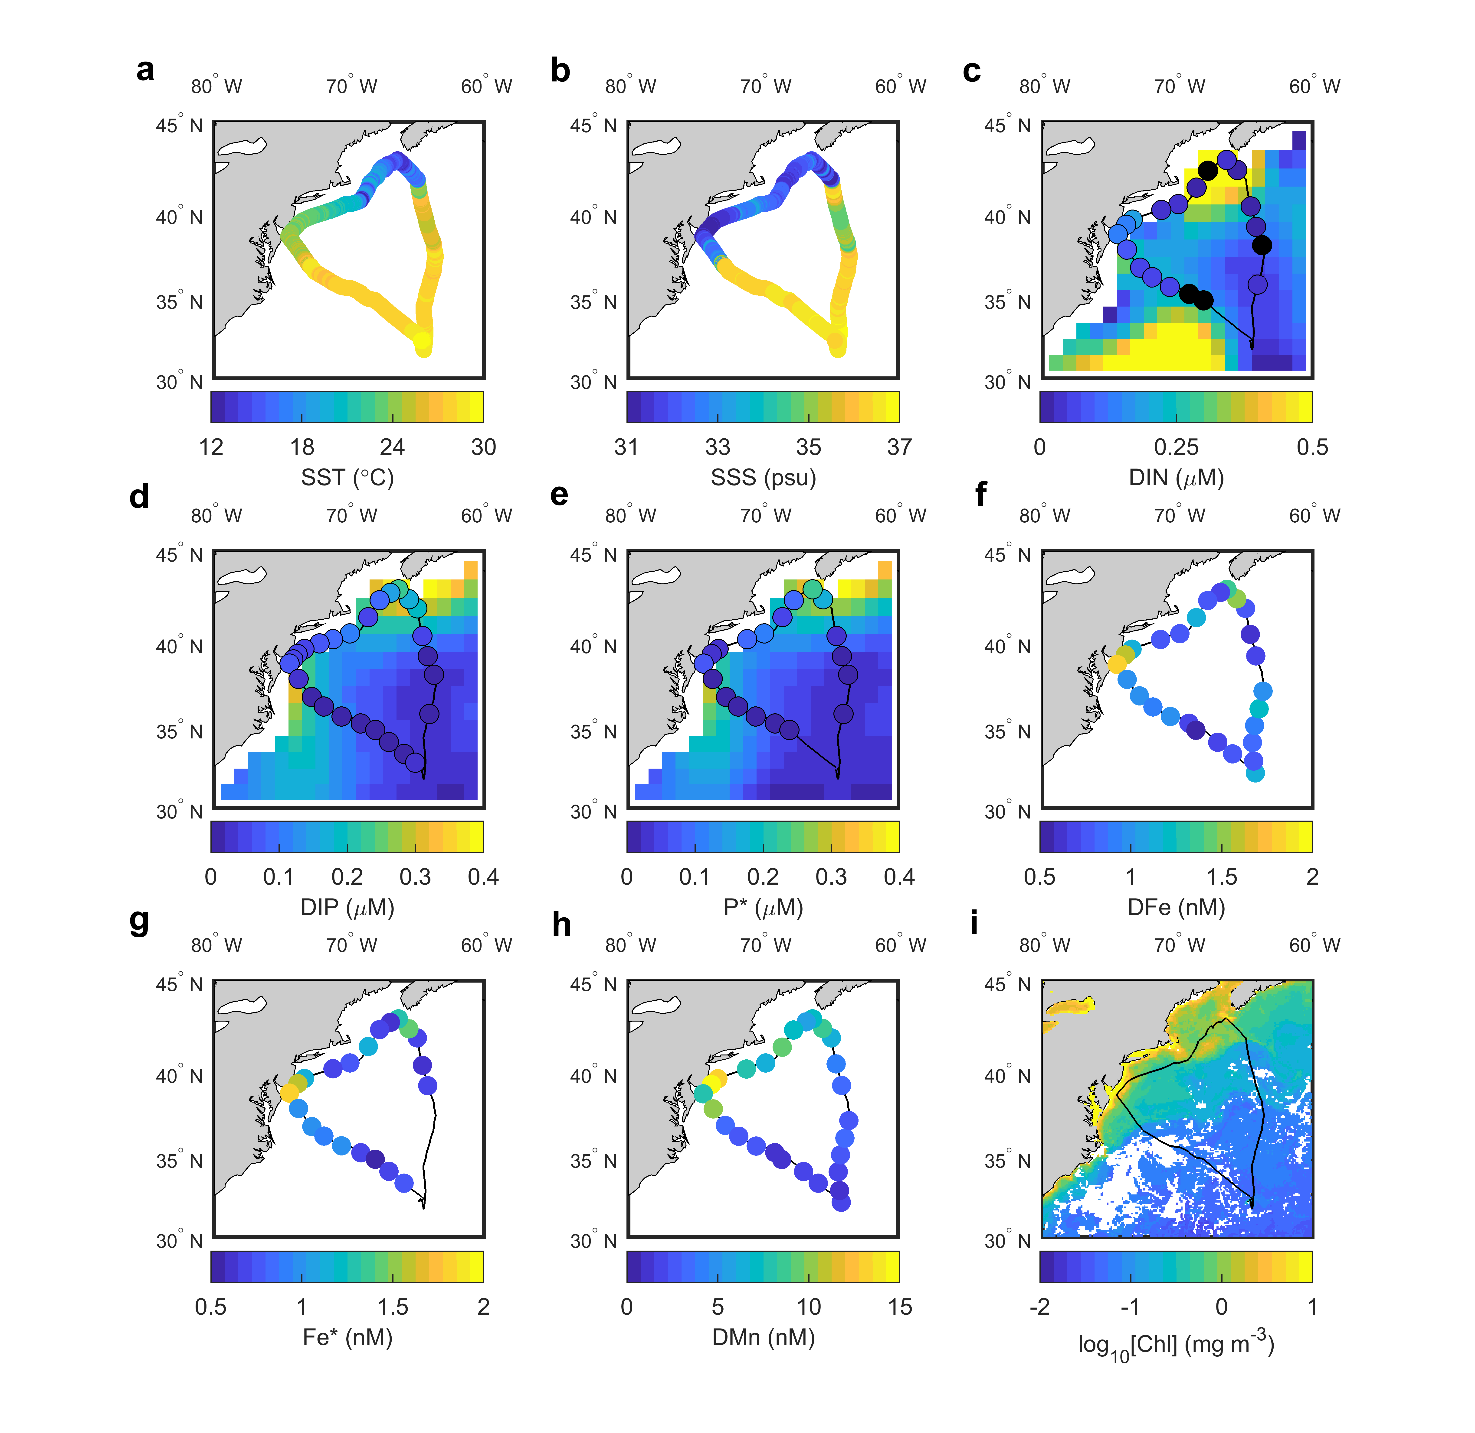 a
b
c
80° W 70° W 60° W
80° W 70° W 60° W
80° W 70° W 60° W
45° N
40° N
35° N
30° N
45° N
40° N
35° N
30° N
45° N
40° N
35° N
30° N
12 18 24 30
SST (°C)
31 33 35 37
SSS (psu)
0 0.25 0.5
DIN (μM)
d
e
f
80° W 70° W 60° W
80° W 70° W 60° W
80° W 70° W 60° W
45° N
40° N
35° N
30° N
45° N
40° N
35° N
30° N
45° N
40° N
35° N
30° N
0 0.1 0.2 0.3 0.4
DIP (μM)
0 0.1 0.2 0.3 0.4
P* (μM)
0.5 1 1.5 2
DFe (nM)
g
h
i
80° W 70° W 60° W
80° W 70° W 60° W
80° W 70° W 60° W
45° N
40° N
35° N
30° N
45° N
40° N
35° N
30° N
45° N
40° N
35° N
30° N
0.5 1 1.5 2
Fe* (nM)
0 5 10 15
DMn (nM)
-2 -1 0 1
log10[Chl] (mg m-3)